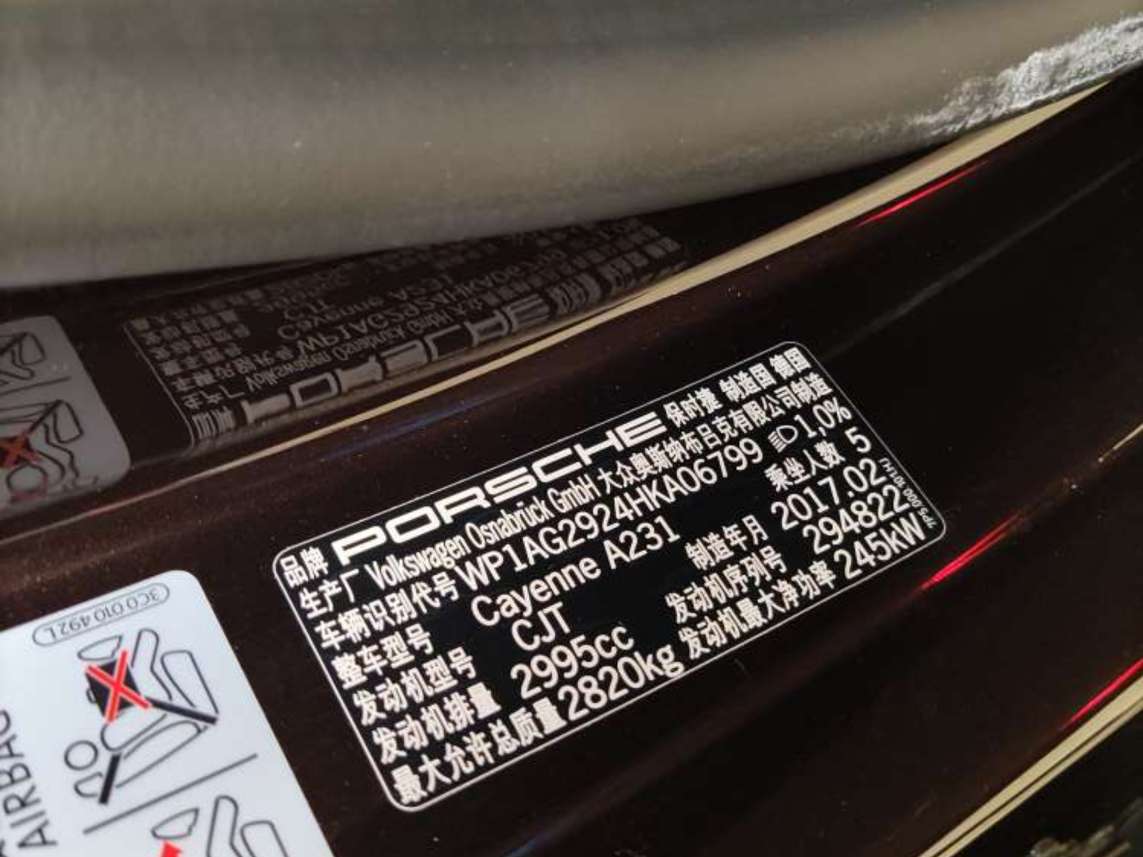 品牌 PORSCHE 保时捷 制造国 德国
生产厂 Volkswagen Osnabrück GmbH 大众奥斯纳布吕克有限公司制造
车辆识别代号 WP1AG2924HKA06799 1,0%
整车型号 Cayenne A231 乘坐人数 5
发动机型号 CJT 制造年月 2017.02
发动机排量 2995cc 发动机序列号 294822
最大允许总质量 2820kg 发动机最大净功率 245kW
3C0 010 492L
AIRBAG